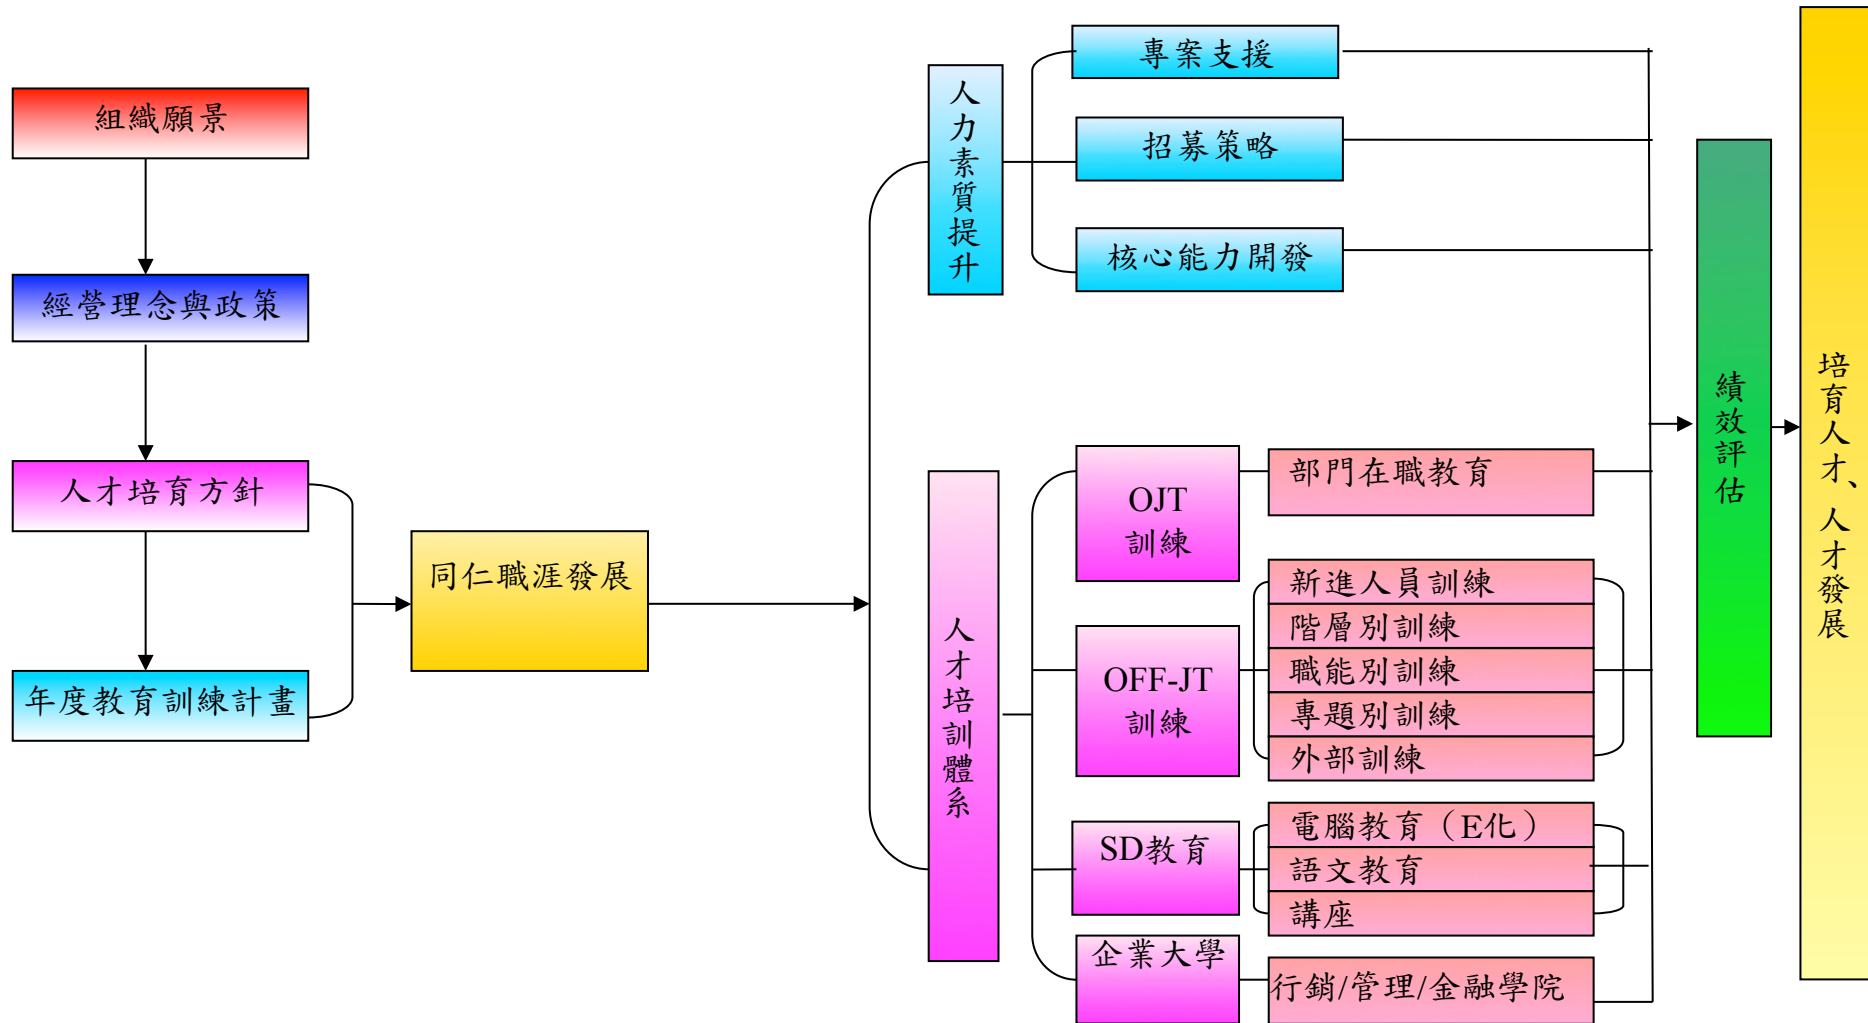 組織願景
經營理念與政策
人才培育方針
年度教育訓練計畫
同仁職涯發展
人力素質提升
專案支援
招募策略
核心能力開發
人才培訓體系
OJT
訓練
部門在職教育
OFF-JT
訓練
新進人員訓練
階層別訓練
職能別訓練
專題別訓練
外部訓練
SD教育
電腦教育（E化）
語文教育
講座
企業大學
行銷/管理/金融學院
績效評估
培育人才、人才發展